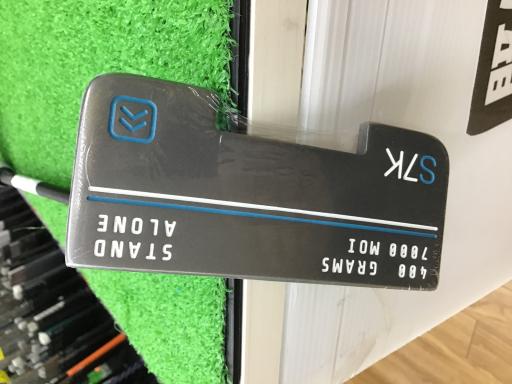 S7K
400 GRAMS
7000 MOI
STAND
ALONE